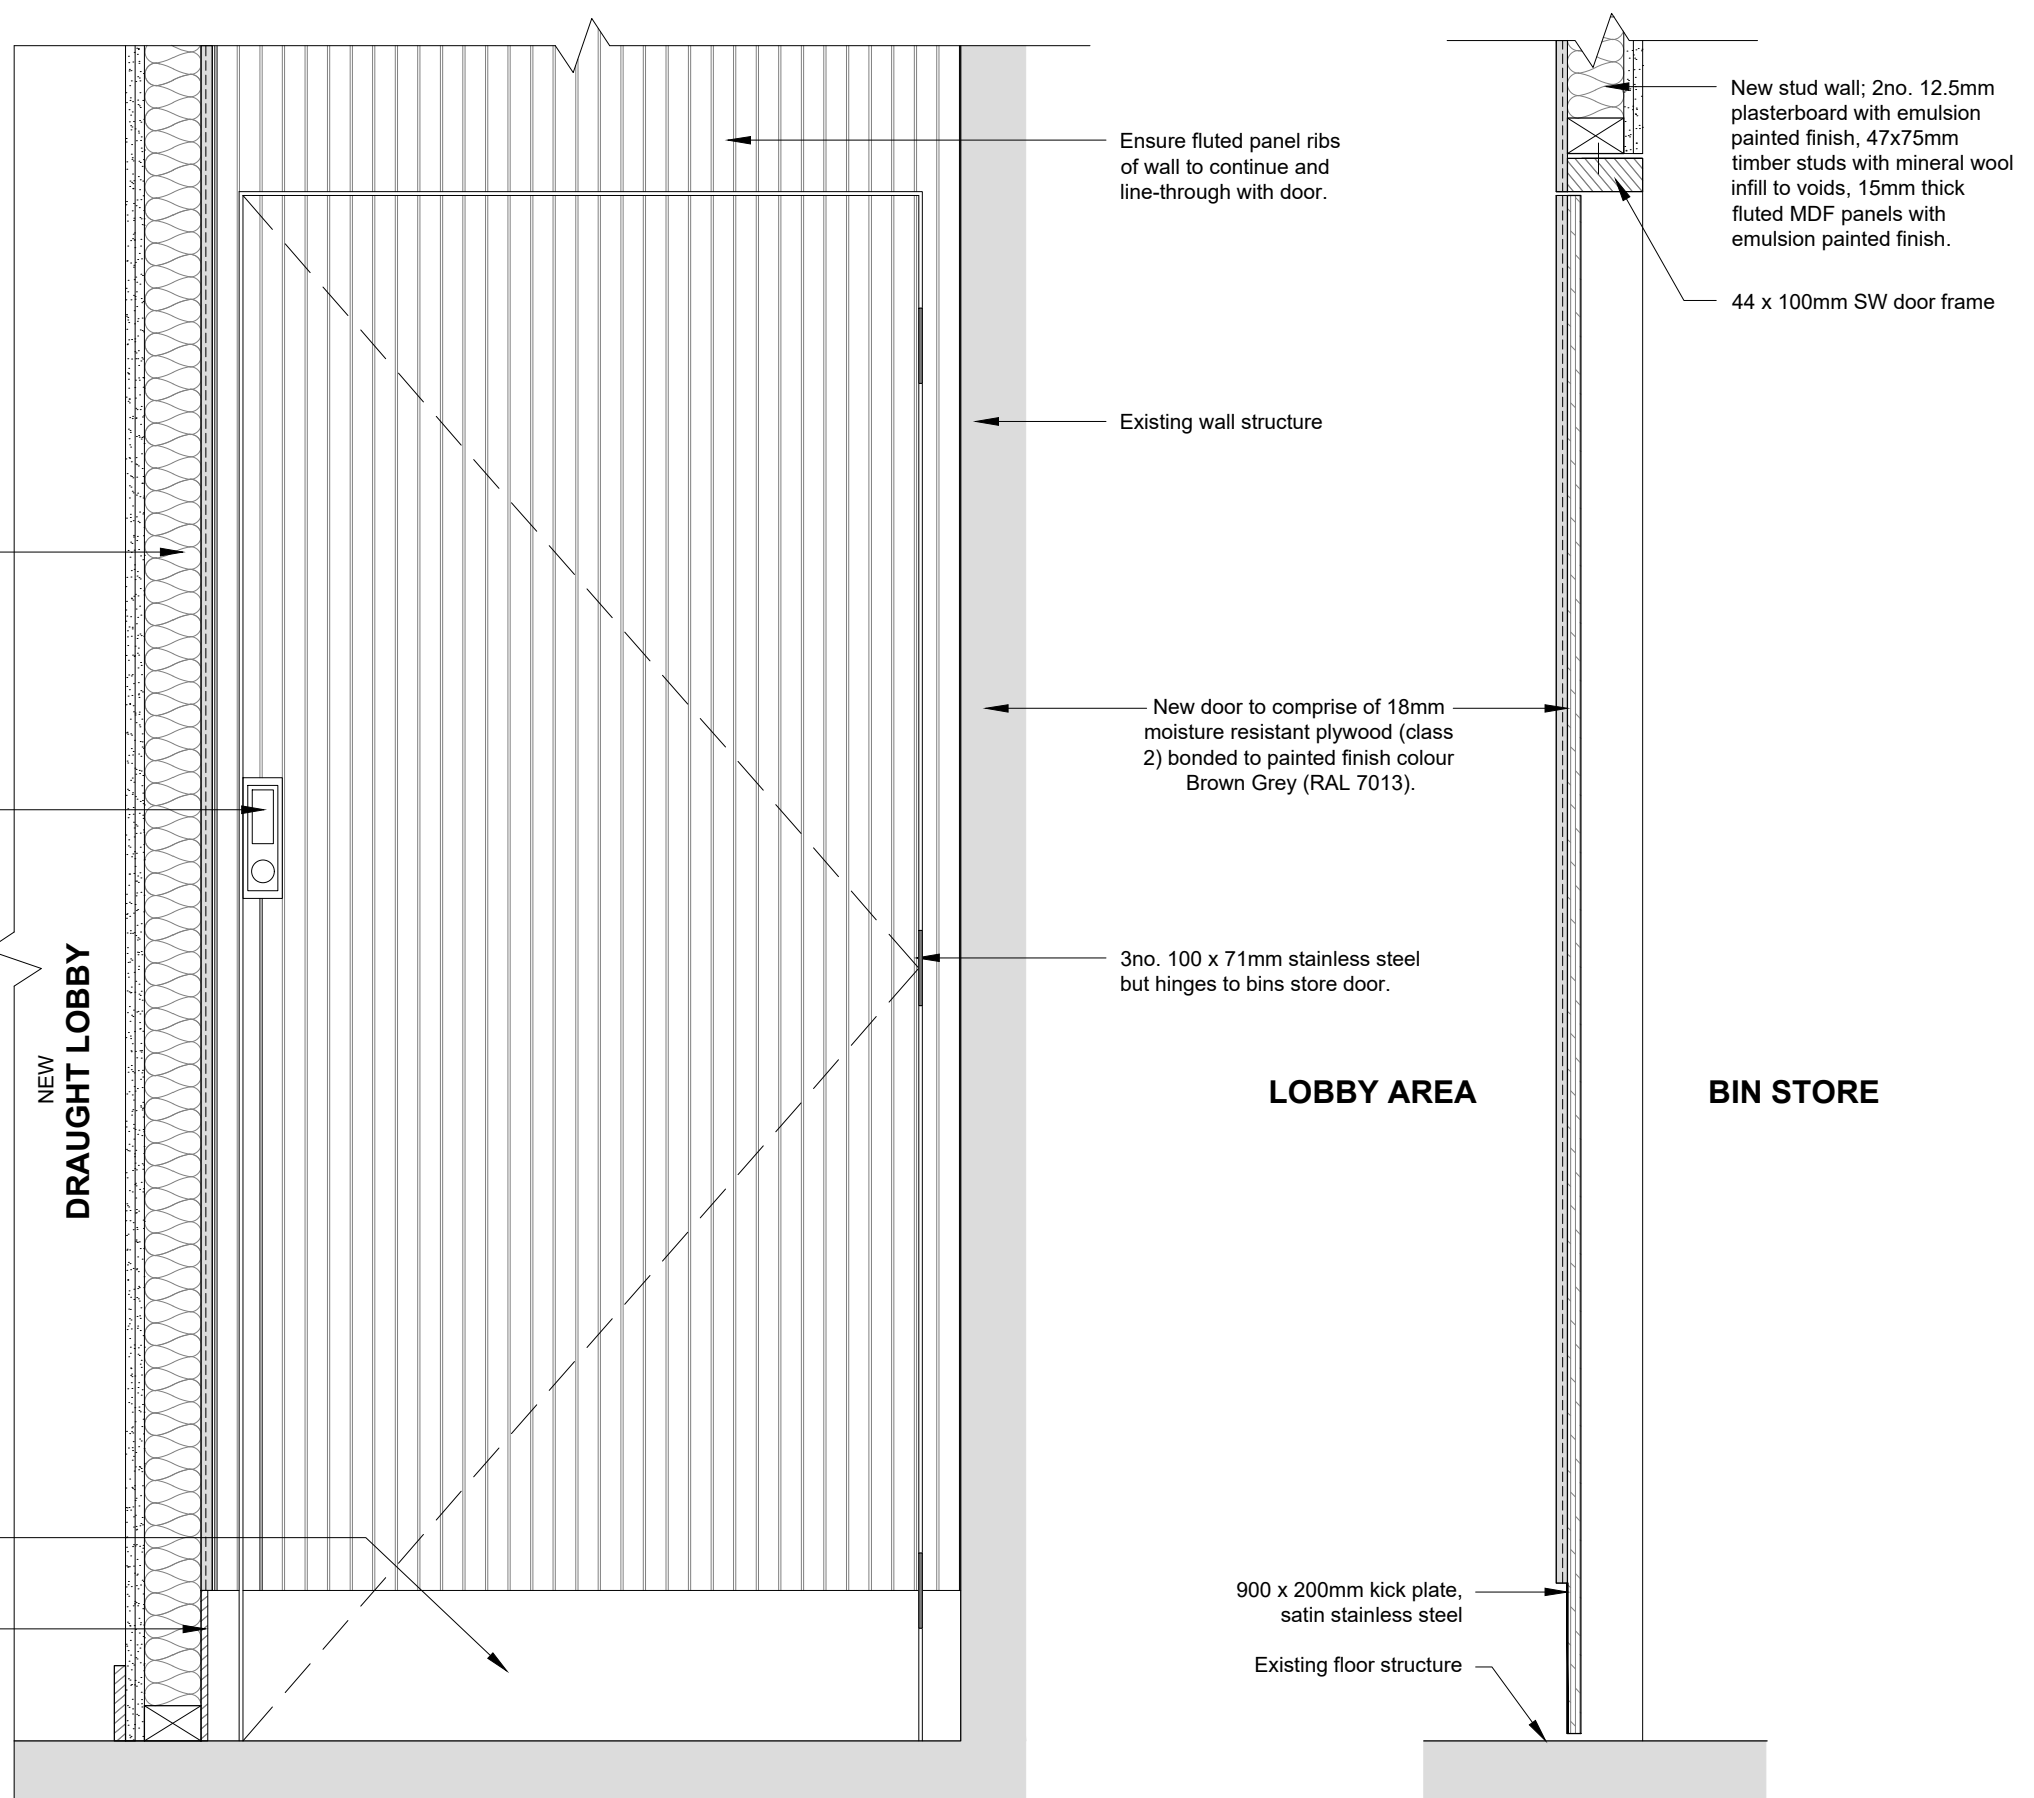 New stud wall; 2no. 12.5mm
plasterboard with emulsion
painted finish, 47x75mm
timber studs with mineral wool
infill to voids, 15mm thick
fluted MDF panels with
emulsion painted finish.
Ensure fluted panel ribs
of wall to continue and
line-through with door.
44 x 100mm SW door frame
Existing wall structure
New door to comprise of 18mm
moisture resistant plywood (class
2) bonded to painted finish colour
Brown Grey (RAL 7013).
3no. 100 x 71mm stainless steel
but hinges to bins store door.
NEW
DRAUGHT LOBBY
LOBBY AREA
BIN STORE
900 x 200mm kick plate,
satin stainless steel
Existing floor structure